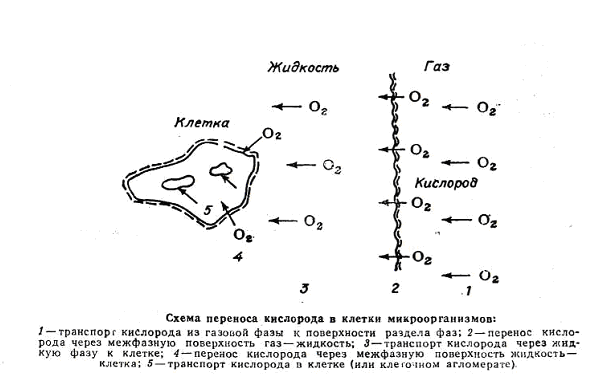 Жидкость Газ
O₂ O₂
O₂ O₂
Клетка
O₂
O₂ O₂ O₂
Кислород
O₂
O₂ O₂
O₂
5
O₂ O₂
4
3 2 1
Схема переноса кислорода в клетки микроорганизмов:
1—транспорт кислорода из газовой фазы к поверхности раздела фаз; 2—перенос кисло-
рода через межфазную поверхность газ—жидкость; 3—транспорт кислорода через жид-
кую фазу к клетке; 4—перенос кислорода через межфазную поверхность жидкость—
клетка; 5—транспорт кислорода в клетке (или клеточном агломерате).